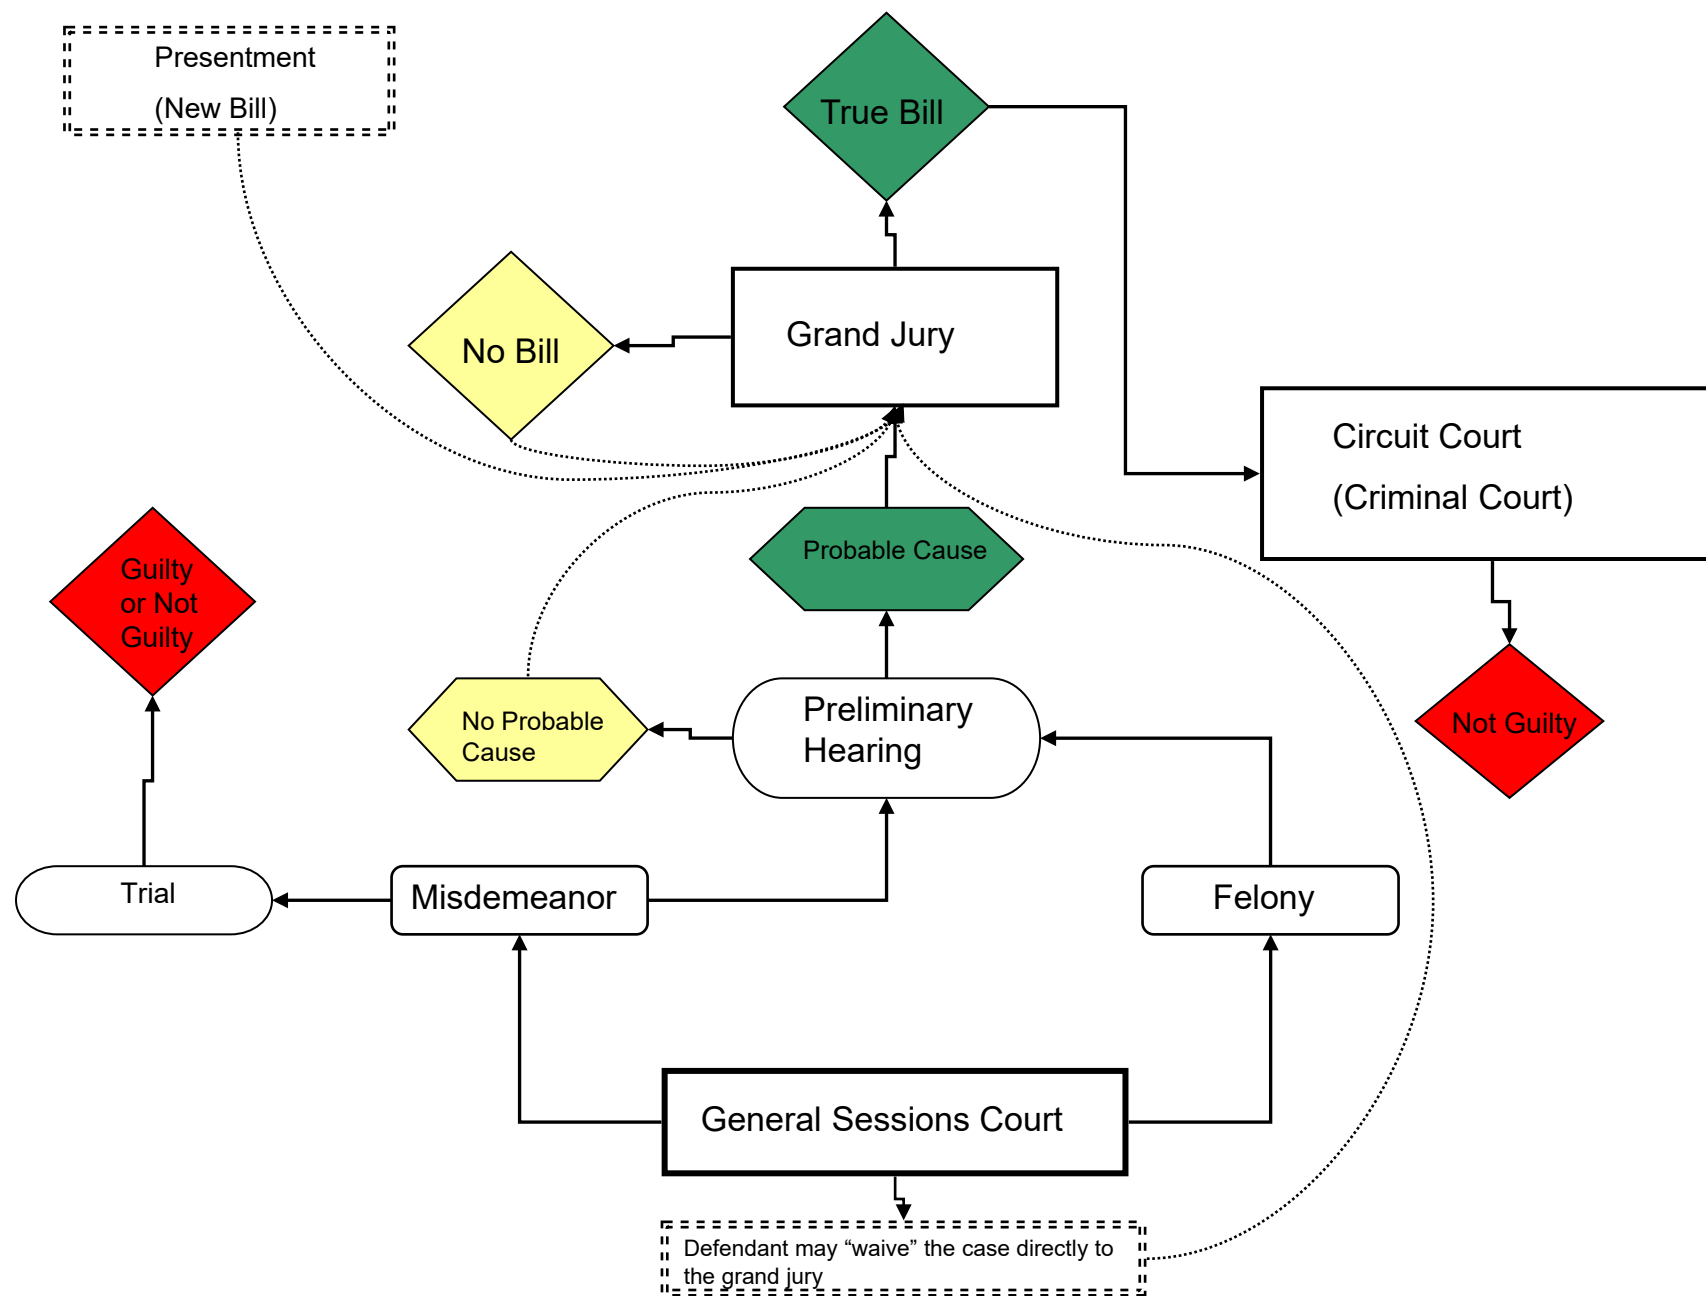 Presentment
(New Bill)
True Bill
No Bill
Grand Jury
Circuit Court
(Criminal Court)
Guilty
or Not
Guilty
Probable Cause
No Probable
Cause
Preliminary
Hearing
Not Guilty
Trial
Misdemeanor
Felony
General Sessions Court
Defendant may “waive” the case directly to
the grand jury